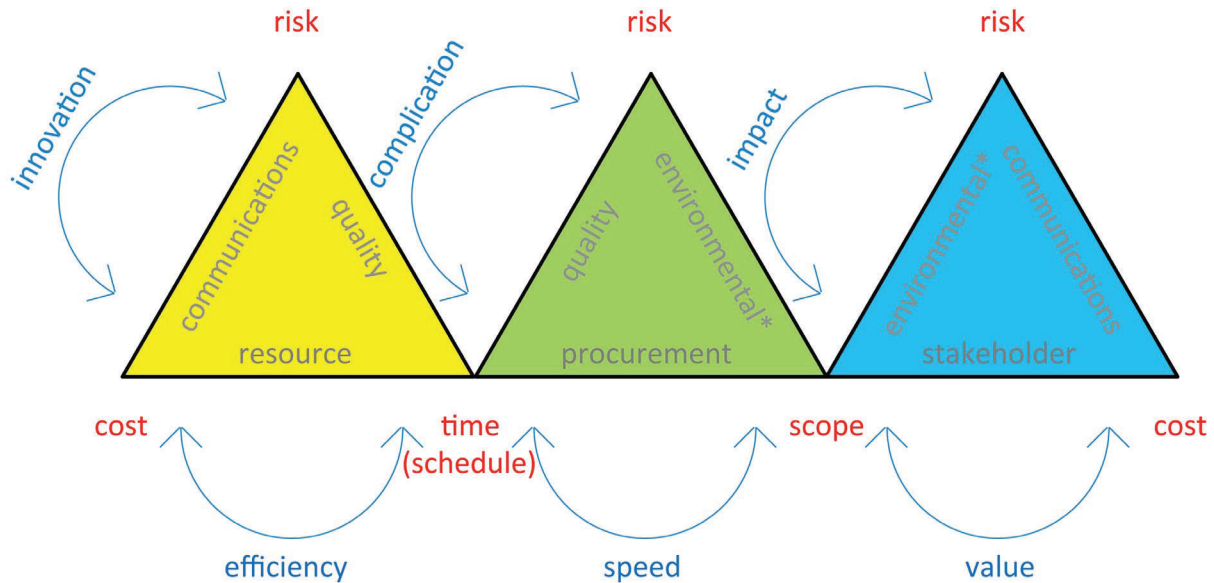 risk
risk
risk
innovation
complication
impact
communications
quality
quality
environmental*
environmental*
communications
resource
procurement
stakeholder
cost
time
(schedule)
scope
cost
efficiency
speed
value